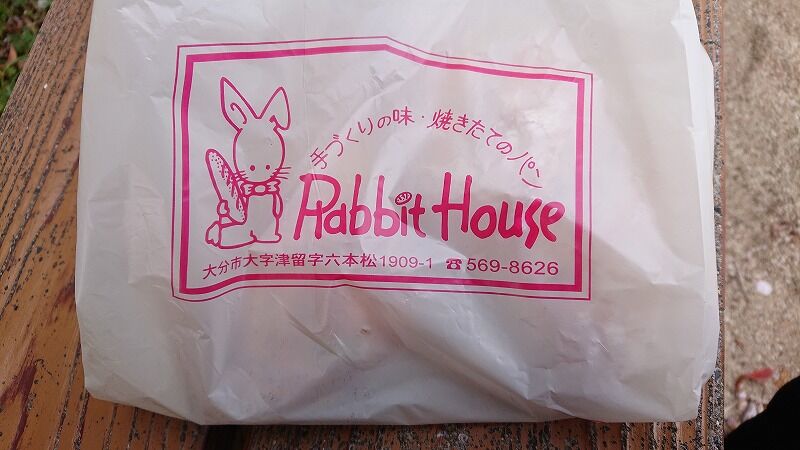 手づくりの味・焼きたてのパン
Rabbit House
大分市大字津留字六本松1909-1 ☎569-8626